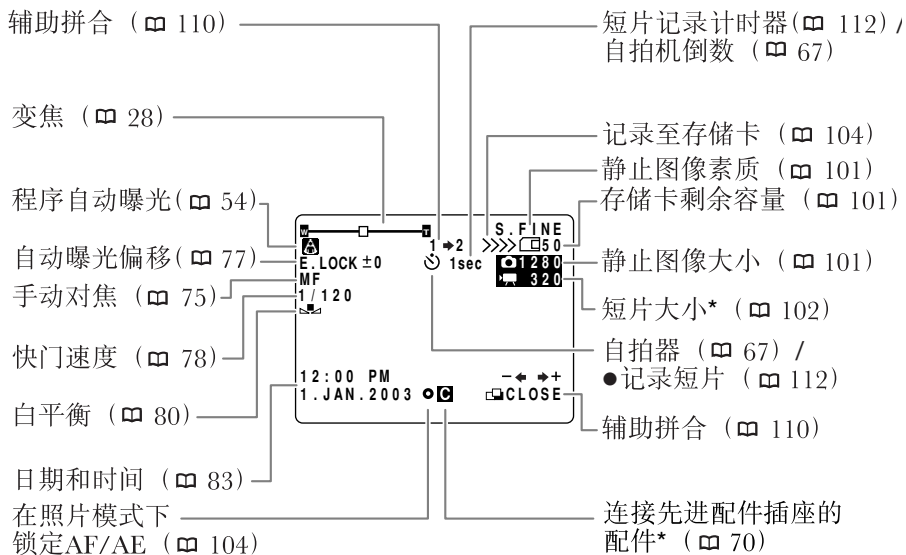 辅助拼合 ( 110)
变焦 ( 28)
程序自动曝光( 54)
自动曝光偏移( 77)
手动对焦 ( 75)
快门速度 ( 78)
白平衡 ( 80)
日期和时间 ( 83)
在照片模式下
锁定AF/AE ( 104)
W T
S.FINE
1 2 50
E.LOCK ±0
1sec
1280
MF
320
1/120
12:00 PM
− +
1.JAN.2003 C
CLOSE
短片记录计时器( 112) /
自拍机倒数 ( 67)
记录至存储卡 ( 104)
静止图像素质 ( 101)
存储卡剩余容量 ( 101)
静止图像大小 ( 101)
短片大小* ( 102)
自拍器 ( 67) /
●记录短片 ( 112)
辅助拼合 ( 110)
连接先进配件插座的
配件* ( 70)